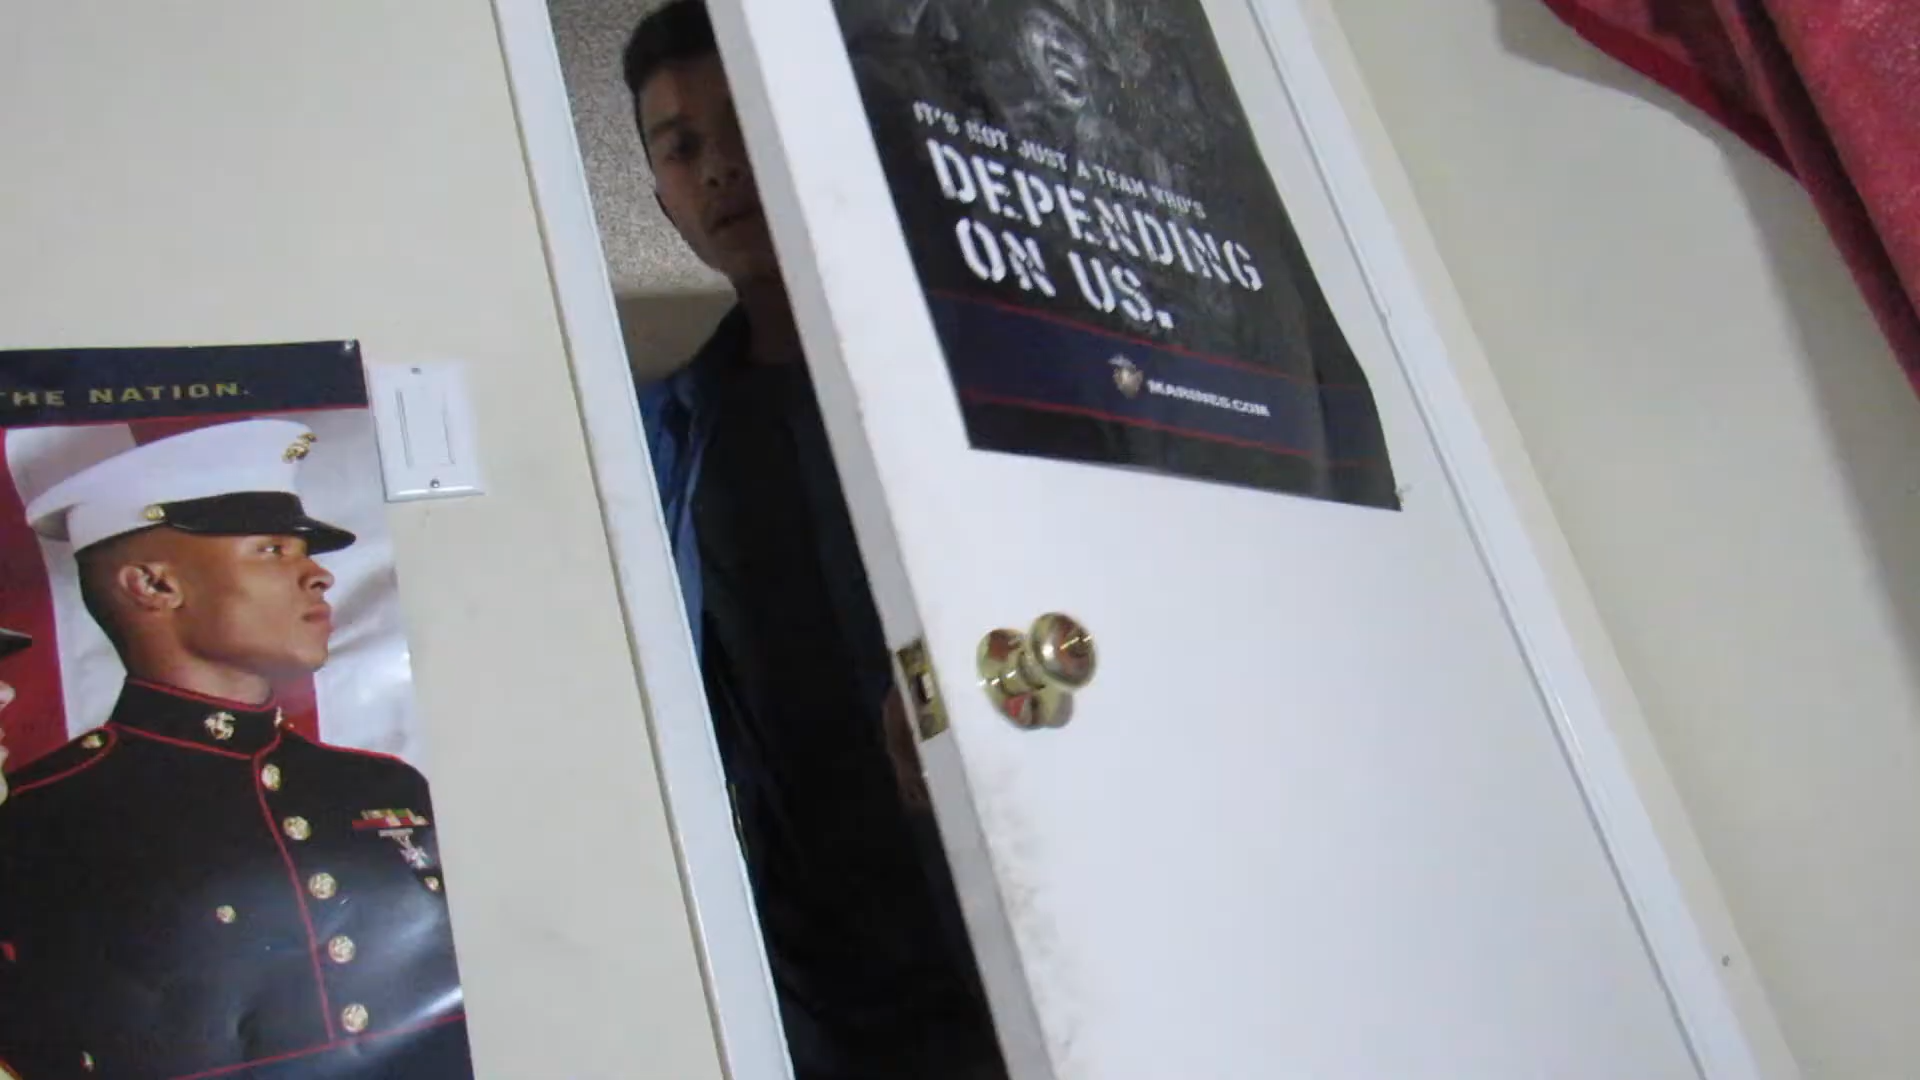 THE NATION.
IT'S NOT JUST A TEAM WHO'S
DEPENDING
ON US.
MARINES.COM